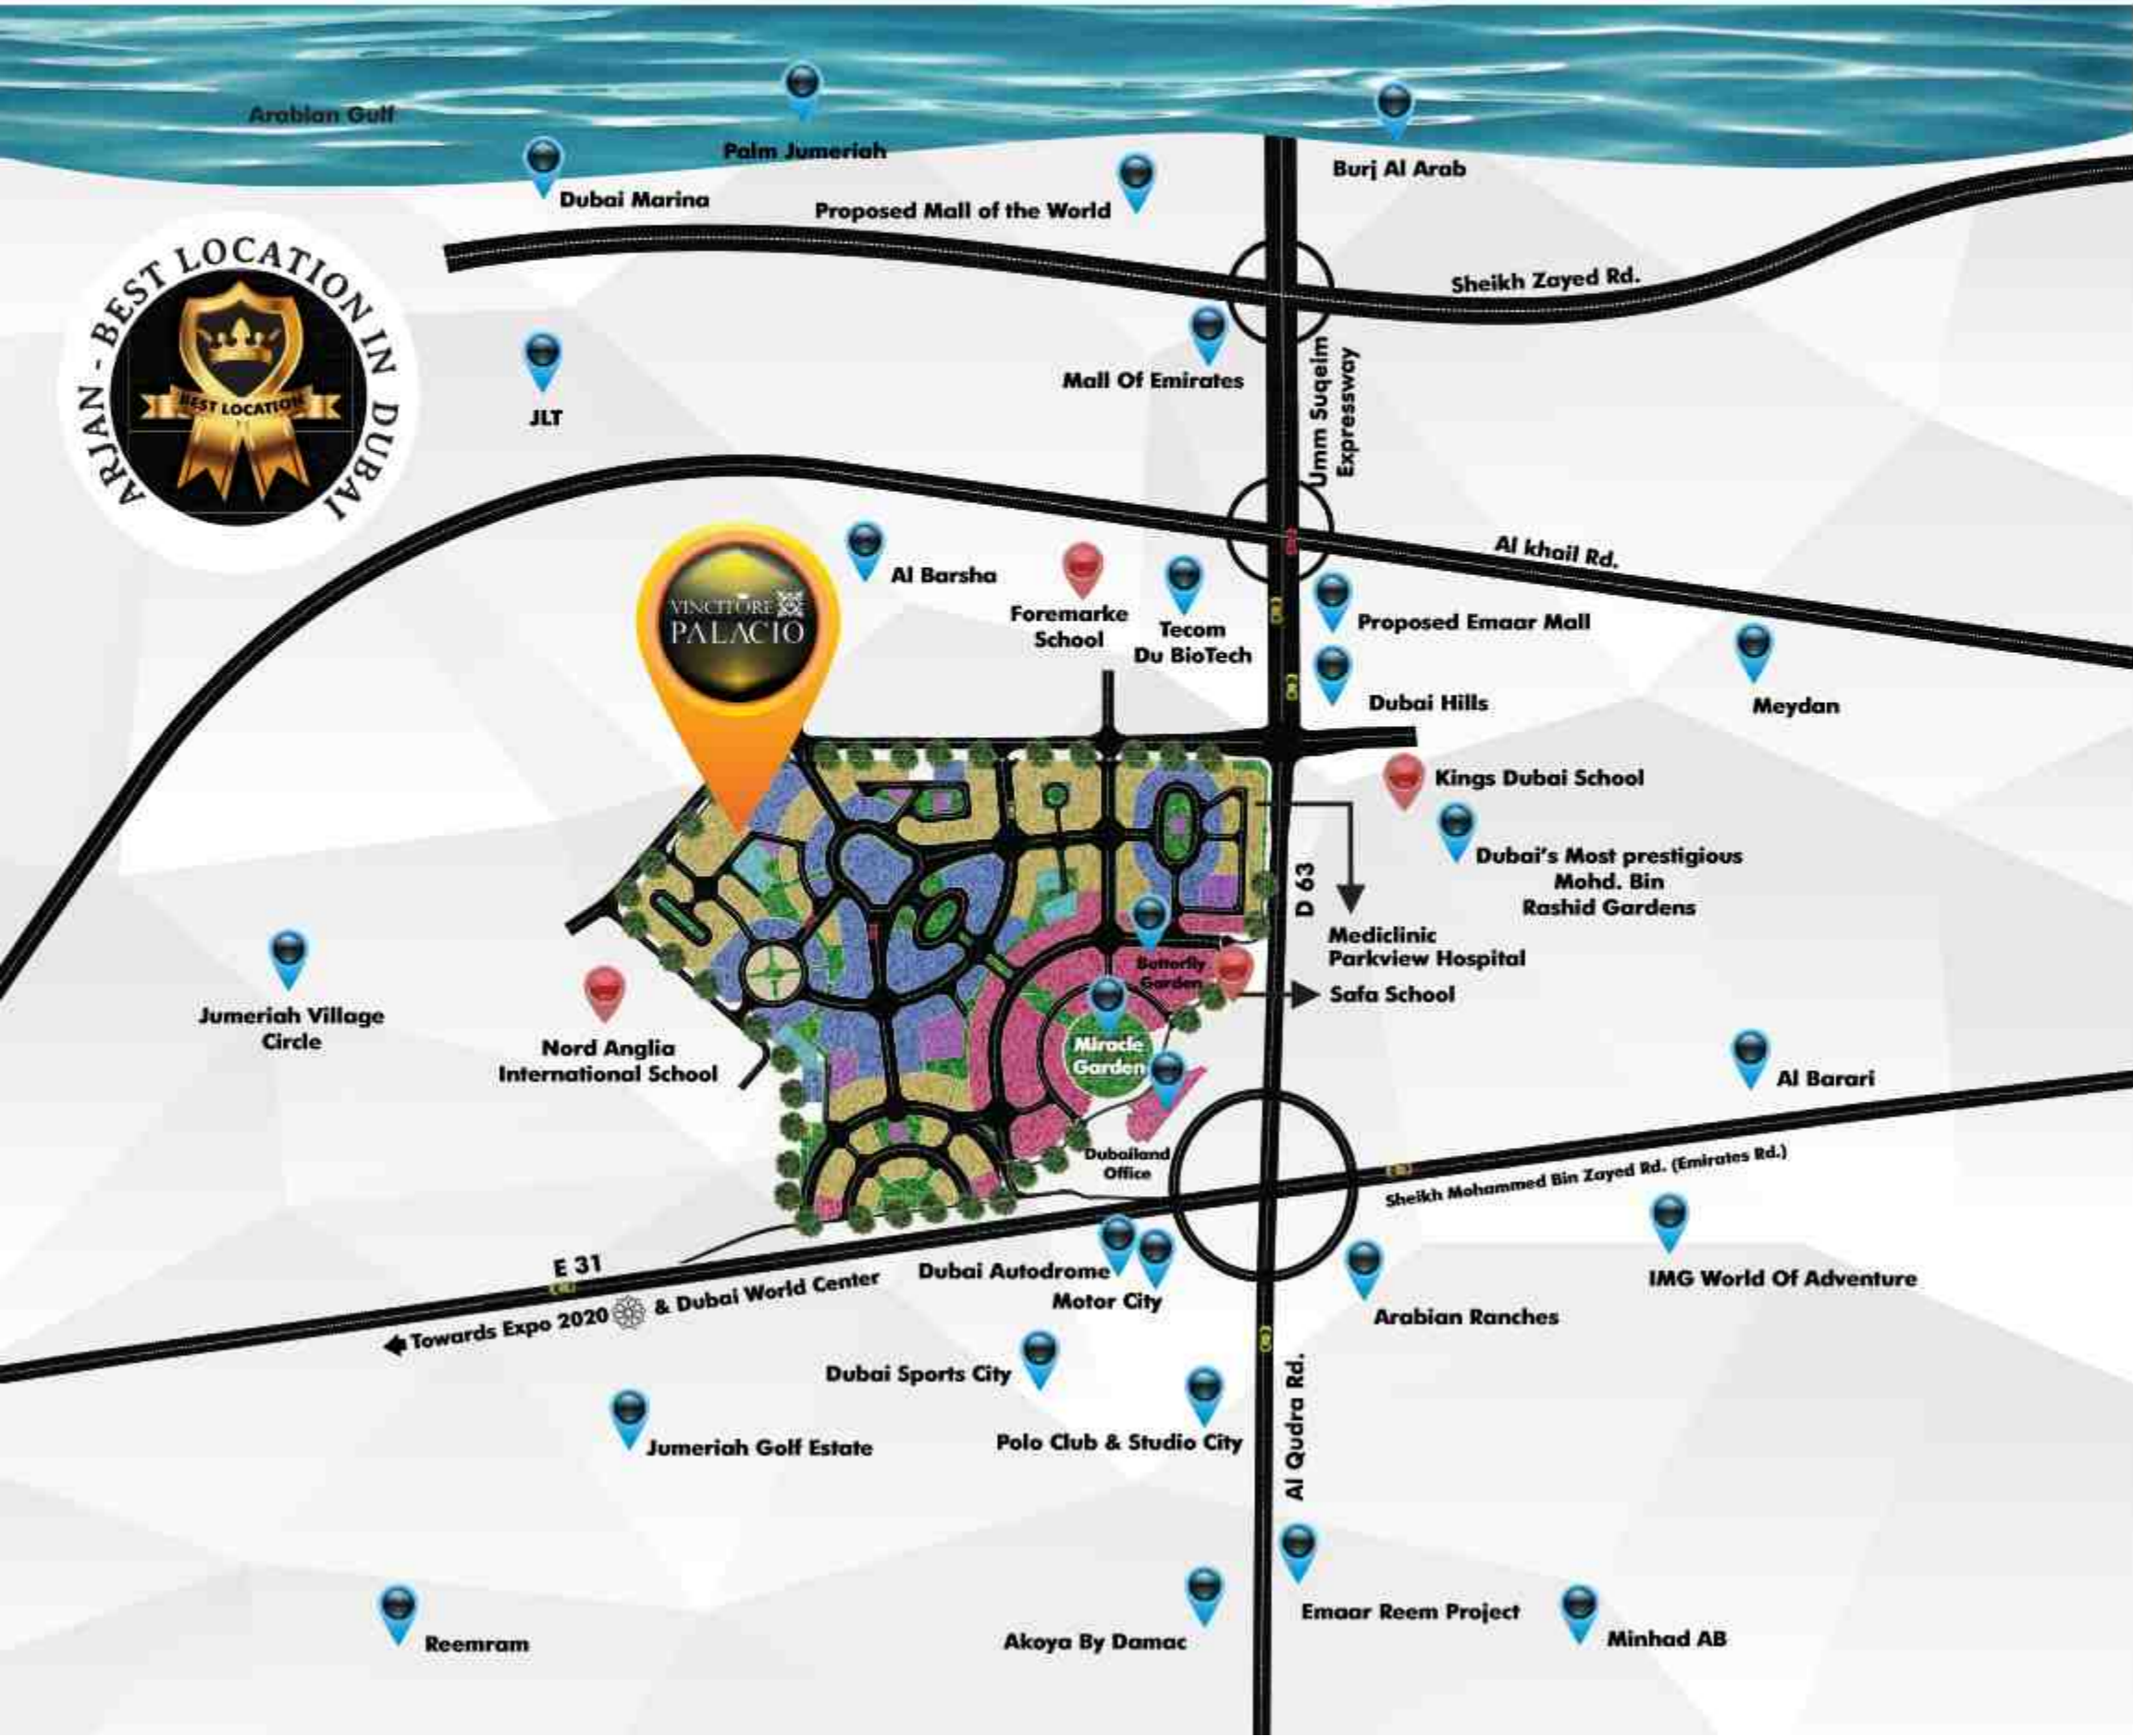 Arabian Gulf
Palm Jumeriah
Burj Al Arab
Dubai Marina
Proposed Mall of the World
ARJAN - BEST LOCATION IN DUBAI
BEST LOCATION
Sheikh Zayed Rd.
Mall Of Emirates
Umm Suqeim
Expressway
JLT
Al khail Rd.
VINCITORE
PALACIO
Al Barsha
Foremarke
School
Tecom
Du BioTech
Proposed Emaar Mall
Dubai Hills
Meydan
Kings Dubai School
Dubai's Most prestigious
Mohd. Bin
Rashid Gardens
D 63
Mediclinic
Parkview Hospital
Butterfly
Garden
Safa School
Jumeriah Village
Circle
Nord Anglia
International School
Miracle
Garden
Al Barari
Dubailand
Office
Sheikh Mohammed Bin Zayed Rd. (Emirates Rd.)
E 31
Towards Expo 2020 & Dubai World Center
Dubai Autodrome
Motor City
Arabian Ranches
IMG World Of Adventure
Dubai Sports City
Jumeriah Golf Estate
Polo Club & Studio City
Al Qudra Rd.
Emaar Reem Project
Minhad AB
Akoya By Damac
Reemram